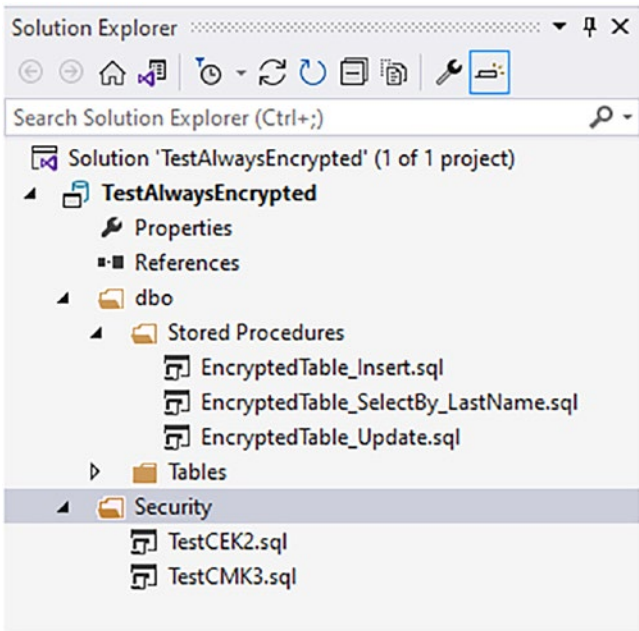 Solution Explorer
Search Solution Explorer (Ctrl+;)
Solution 'TestAlwaysEncrypted' (1 of 1 project)
TestAlwaysEncrypted
Properties
References
dbo
Stored Procedures
EncryptedTable_Insert.sql
EncryptedTable_SelectBy_LastName.sql
EncryptedTable_Update.sql
Tables
Security
TestCEK2.sql
TestCMK3.sql